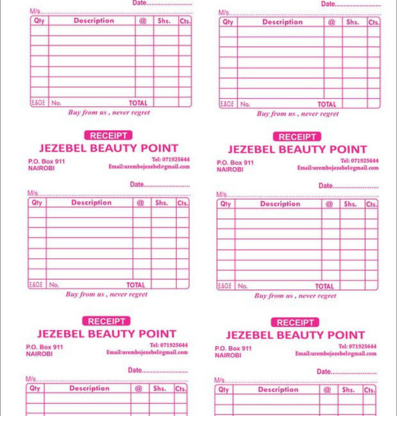 Date........................
Date........................
M/s
M/s
Qty Description @ Shs. Cts.
Qty Description @ Shs. Cts.
E&OE No. TOTAL
E&OE No. TOTAL
Buy from us , never regret
Buy from us , never regret
RECEIPT
JEZEBEL BEAUTY POINT
P.O. Box 911
NAIROBI
Tel: 071925644
Email:urembojezebel@gmail.com
Date........................
M/s
Qty Description @ Shs. Cts.
E&OE No. TOTAL
Buy from us , never regret
RECEIPT
JEZEBEL BEAUTY POINT
P.O. Box 911
NAIROBI
Tel: 071925644
Email:urembojezebel@gmail.com
Date........................
M/s
Qty Description @ Shs. Cts.
E&OE No. TOTAL
Buy from us , never regret
RECEIPT
JEZEBEL BEAUTY POINT
P.O. Box 911
NAIROBI
Tel: 071925644
Email:urembojezebel@gmail.com
Date........................
M/s
Qty Description @ Shs. Cts.
RECEIPT
JEZEBEL BEAUTY POINT
P.O. Box 911
NAIROBI
Tel: 071925644
Email:urembojezebel@gmail.com
Date........................
M/s
Qty Description @ Shs. Cts.